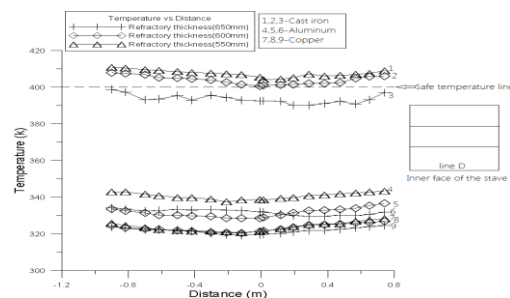 Temperature vs Distance
Refractory thickness(650mm)
Refractory thickness(600mm)
Refractory thickness(550mm)
1,2,3-Cast iron
4,5,6-Aluminum
7,8,9-Copper
420
400
380
360
340
320
300
Temperature (k)
1
2
3
4
5
6
7
8
9
Safe temperature line
line D
Inner face of the stave
-1.2
-0.8
-0.4
0
0.4
0.8
Distance (m)